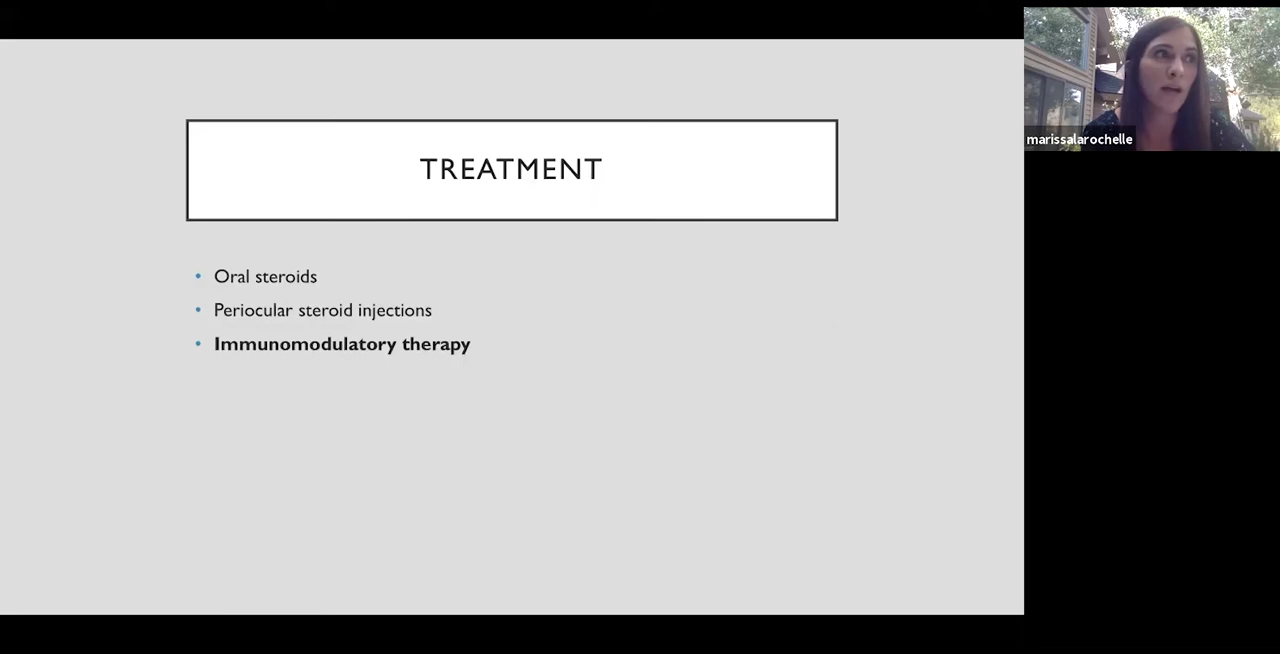 TREATMENT
• Oral steroids
• Periocular steroid injections
• Immunomodulatory therapy
marissalarochelle